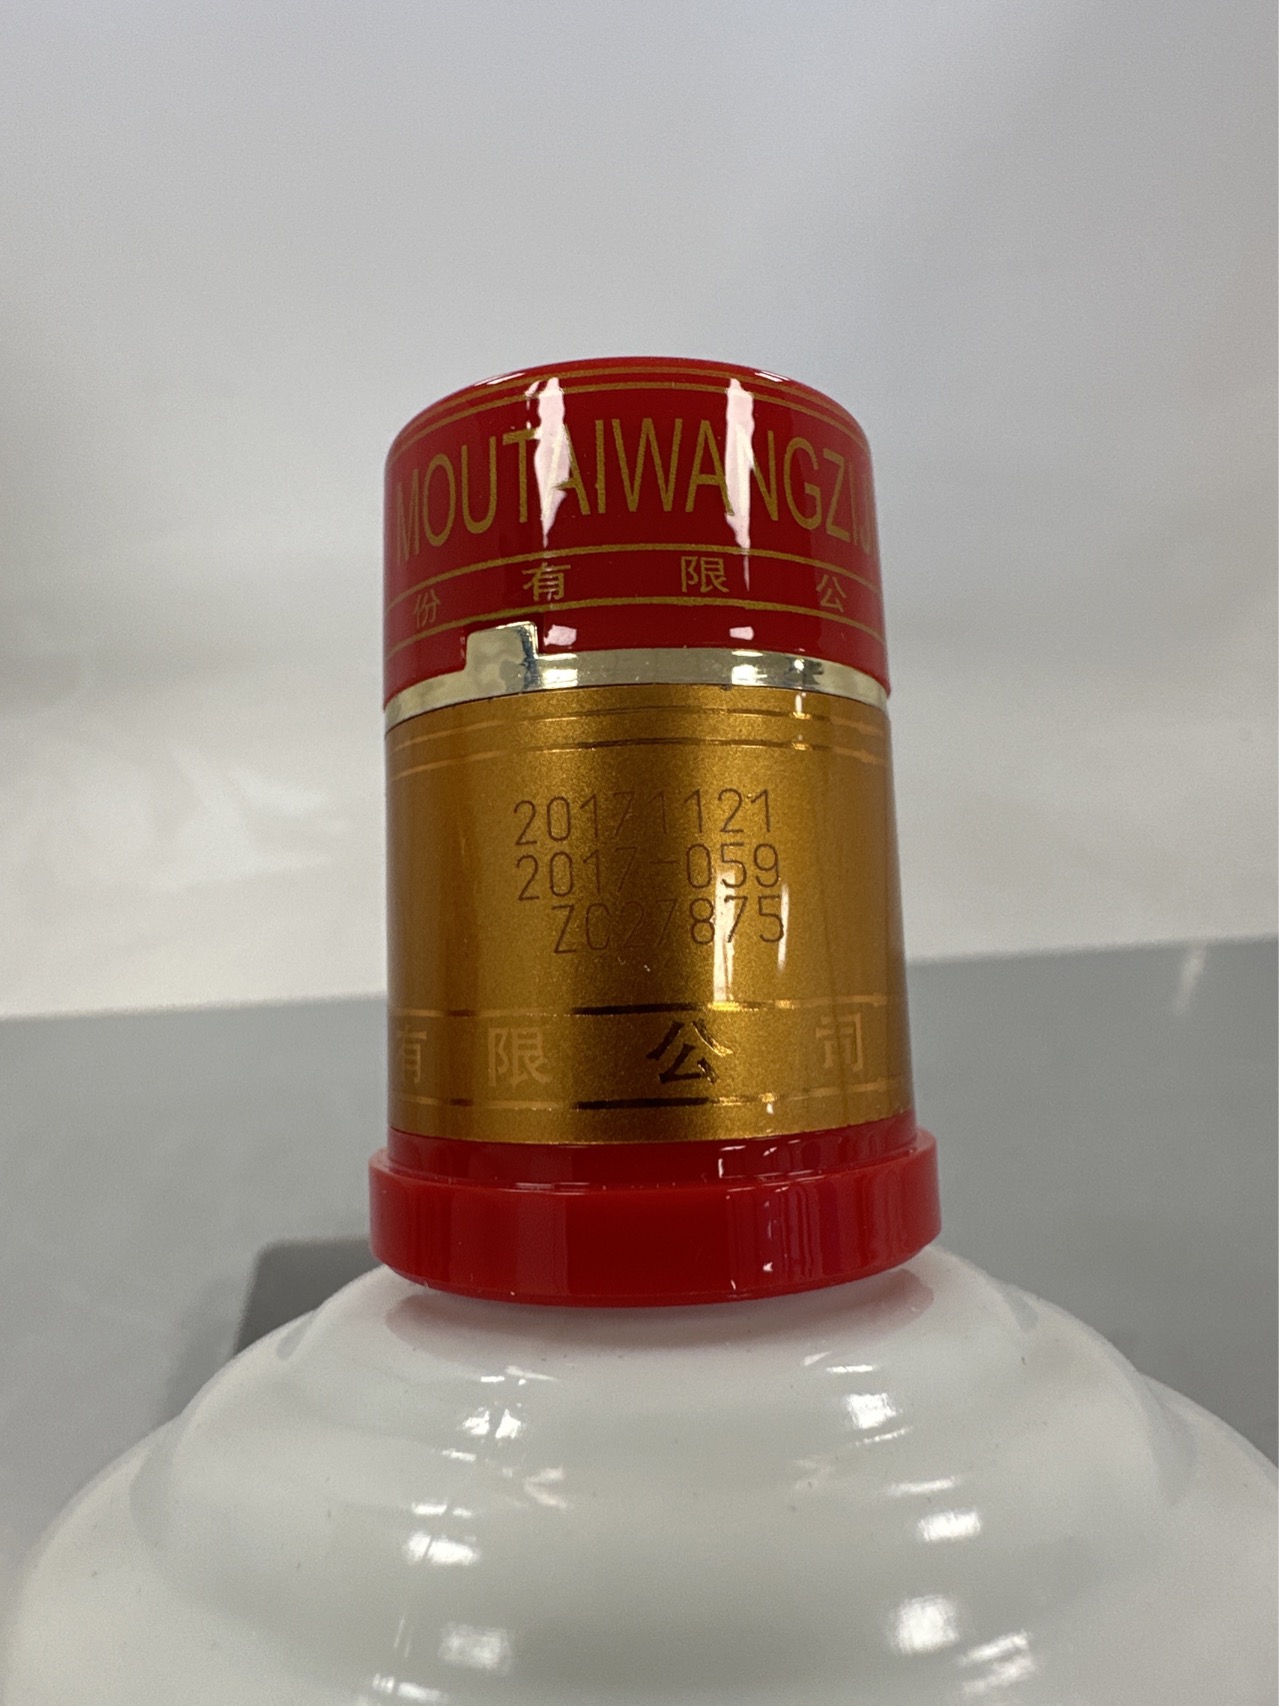 MOUTAIWANGZIJ
份 有 限 公
20171121
2017-059
ZC27875
有 限 公 司